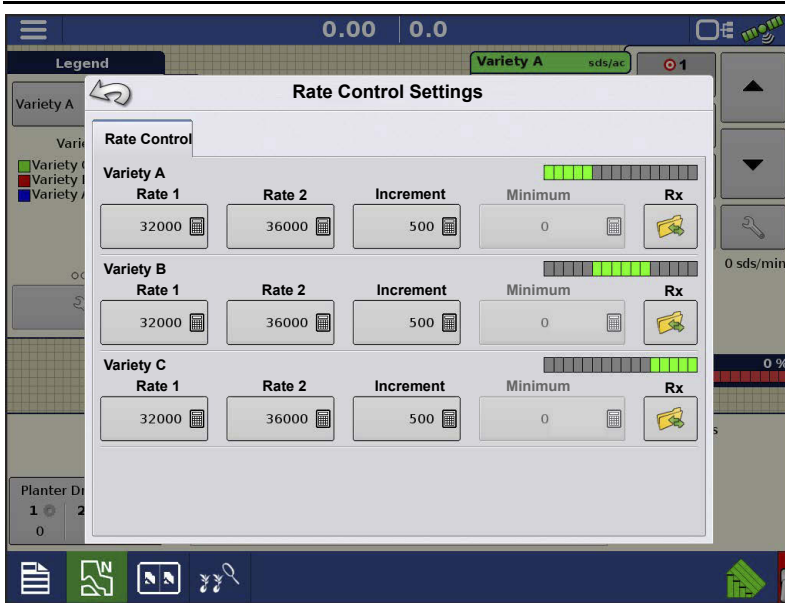 0.00 0.0
Legend
Variety A sds/ac
1
Variety A
Rate Control Settings
Rate Control
Variety A
Rate 1 Rate 2 Increment Minimum Rx
32000 36000 500 0
Variety B
Rate 1 Rate 2 Increment Minimum Rx
32000 36000 500 0
0 sds/min
Variety C
Rate 1 Rate 2 Increment Minimum Rx
32000 36000 500 0
0 %
Planter Dr
1 2
0
N